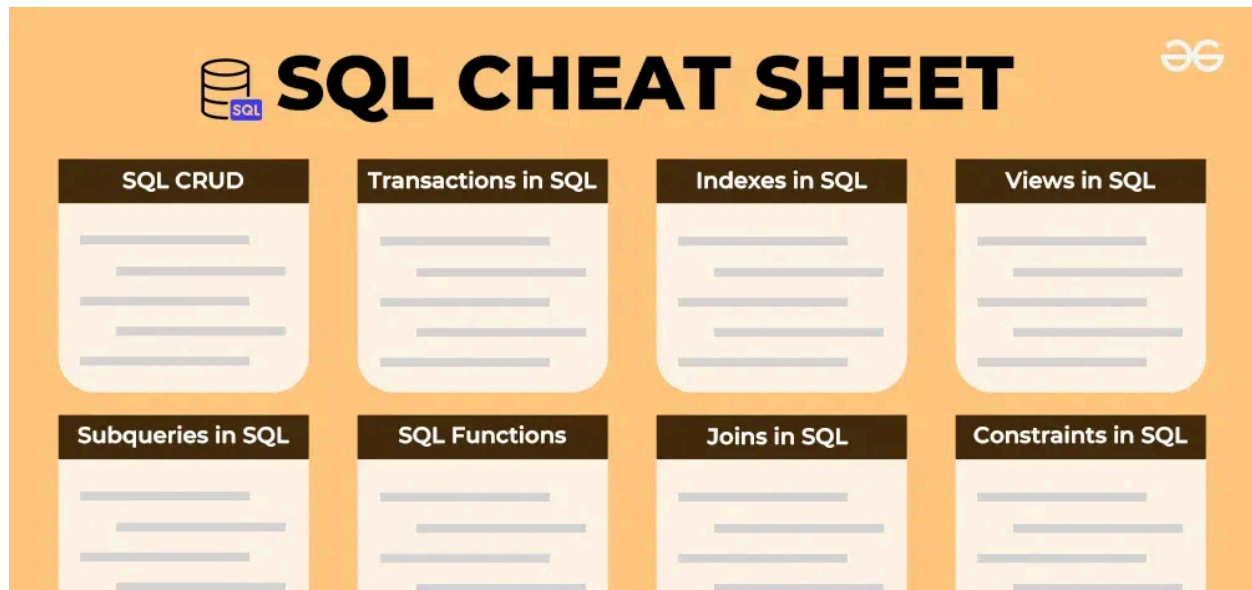 SQL
SQL CHEAT SHEET
SQL CRUD
Transactions in SQL
Indexes in SQL
Views in SQL
Subqueries in SQL
SQL Functions
Joins in SQL
Constraints in SQL